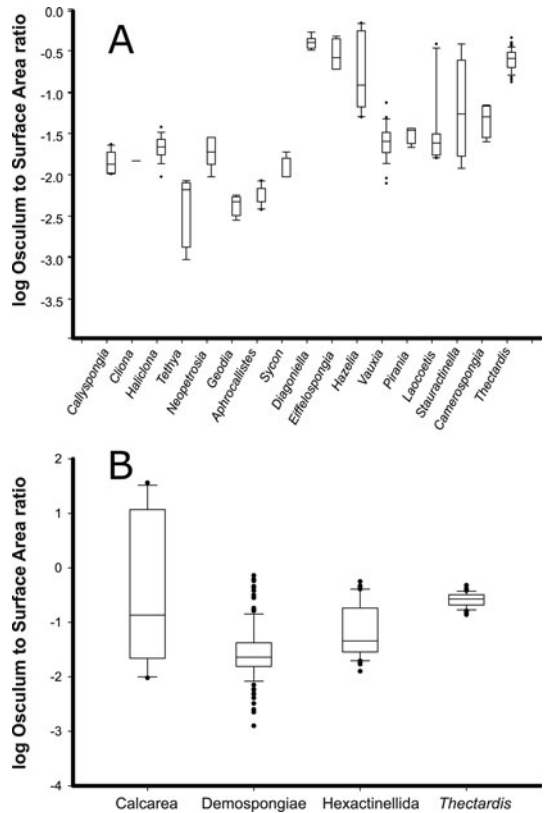 A
log Osculum to Surface Area ratio
0.0
-0.5
-1.0
-1.5
-2.0
-2.5
-3.0
-3.5
Callyspongia
Cliona
Haliclona
Tethya
Neopetrosia
Geodia
Aphrocallistes
Sycon
Diagoniella
Eiffelospongia
Hazelia
Vauxia
Pirania
Laocoetis
Stauractinella
Camerospongia
Thectardis
B
log Osculum to Surface Area ratio
2
1
0
-1
-2
-3
-4
Calcarea Demospongiae Hexactinellida Thectardis